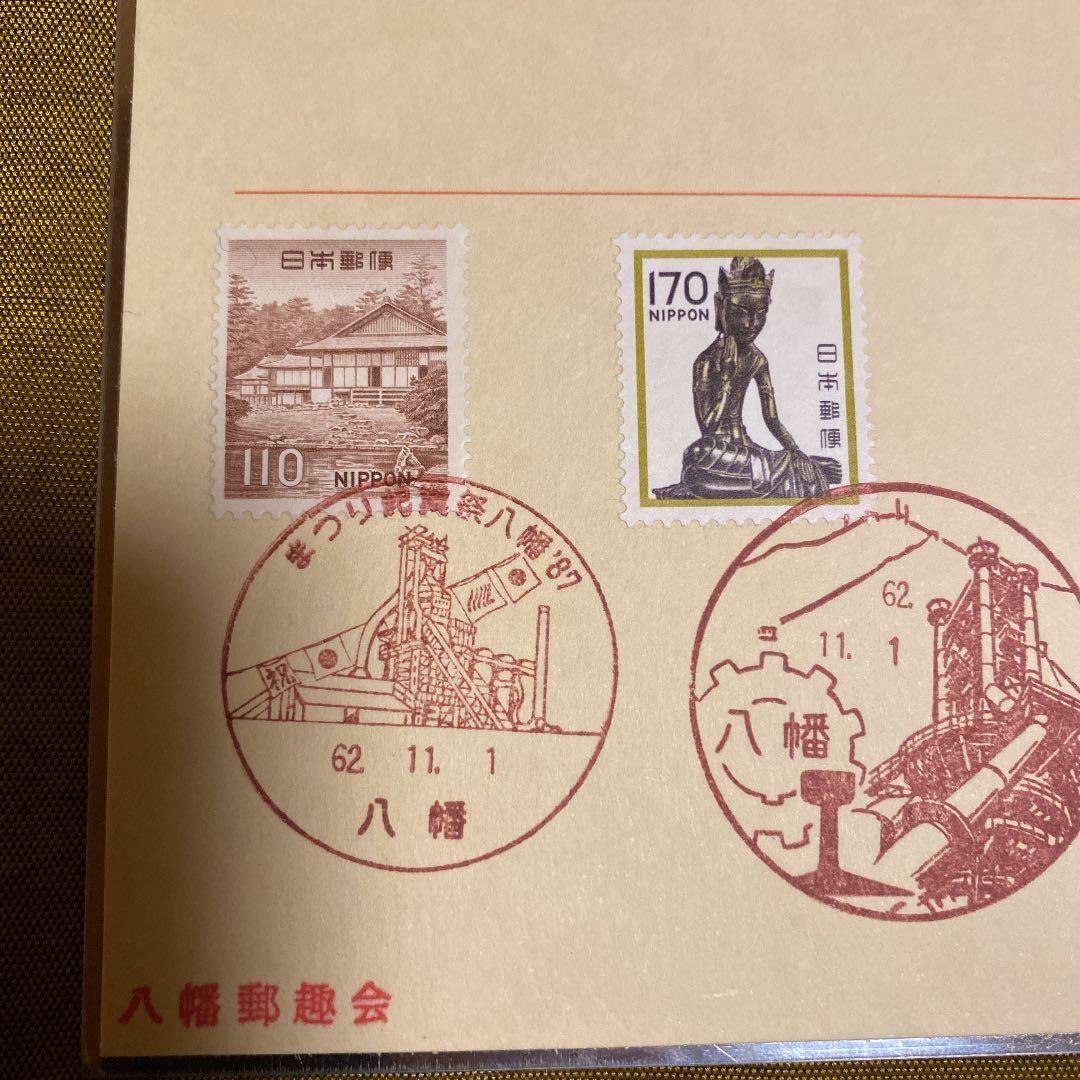 日本郵便
110
NIPPON
170
NIPPON
日本郵便
まつり起業祭八幡'87
祝
62. 11. 1
八幡
62.
11. 1
八幡
八幡郵趣会